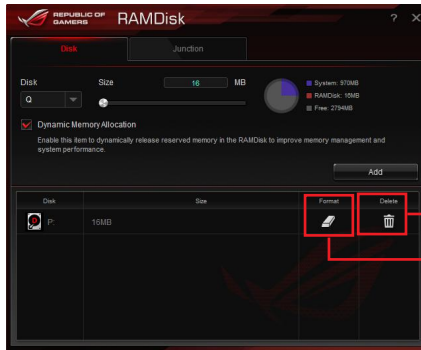 REPUBLIC OF GAMERS RAMDisk ? X
Disk Junction
Disk Size 16 MB
Q
System: 970MB
RAMDisk: 16MB
Free: 2794MB
Dynamic Memory Allocation
Enable this item to dynamically release reserved memory in the RAMDisk to improve memory management and
system performance.
Add
Disk Size Format Delete
P: 16MB